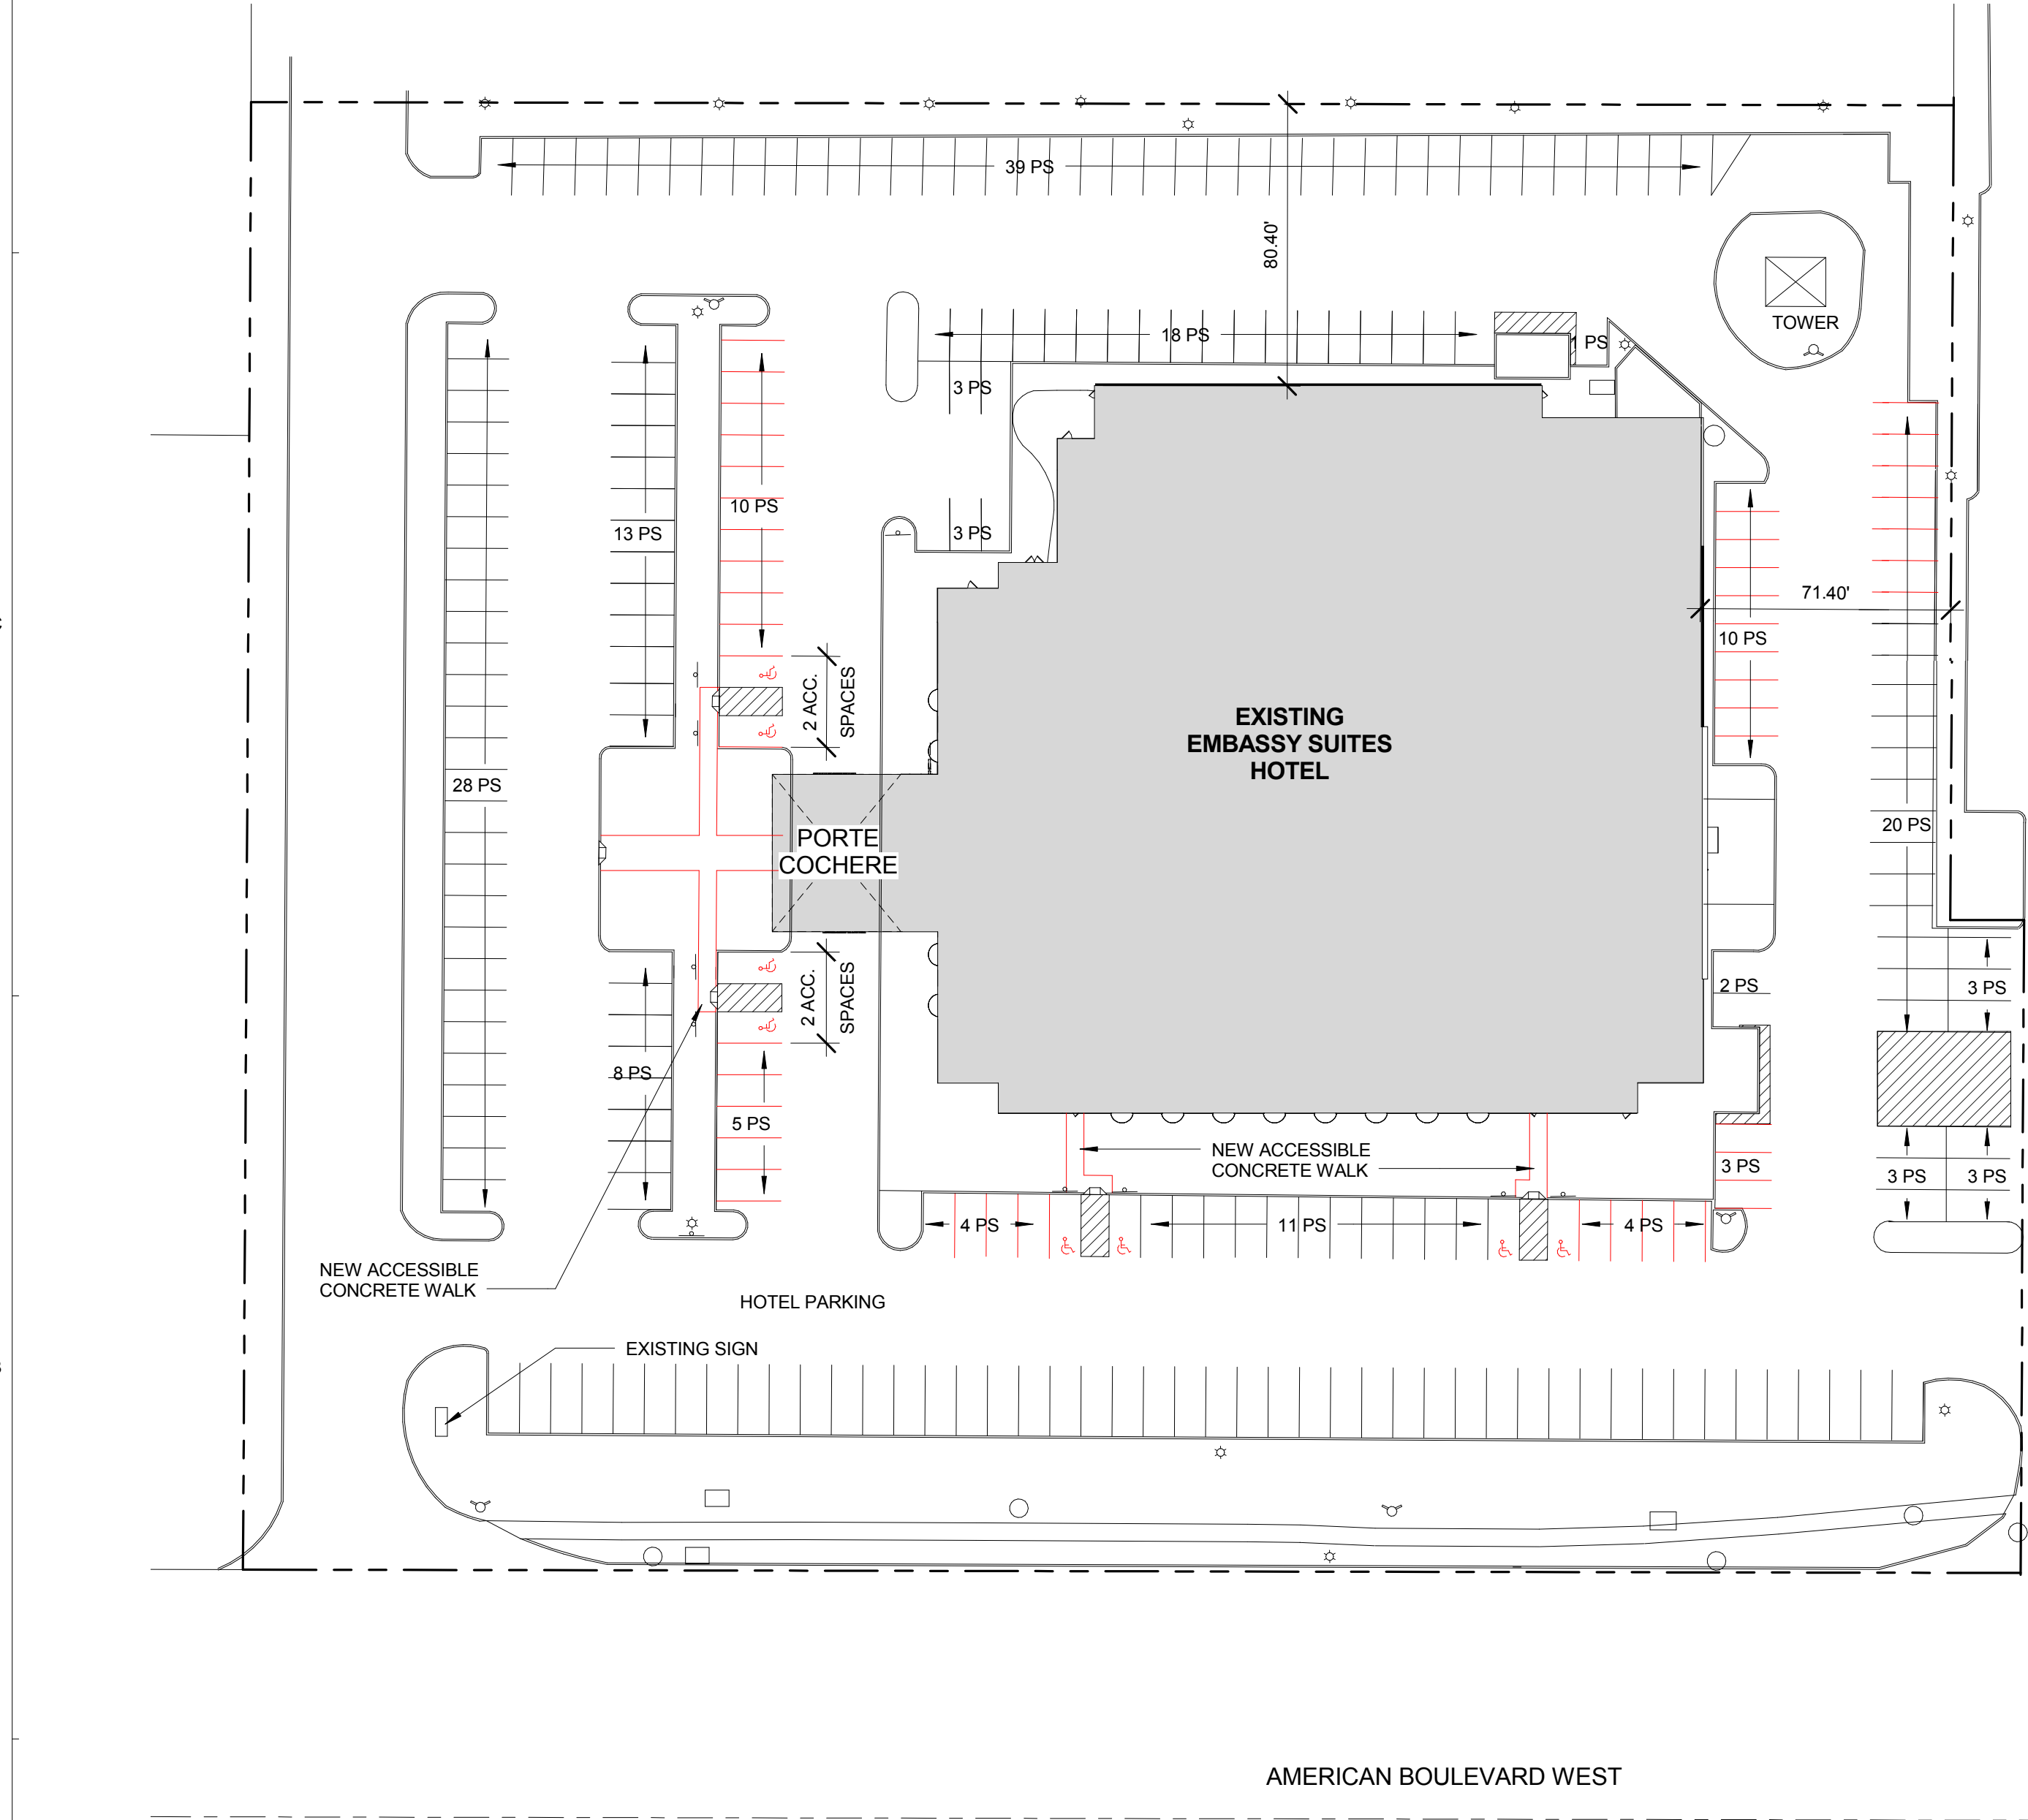 39 PS
80.40'
TOWER
18 PS
1 PS
3 PS
10 PS
13 PS
3 PS
71.40'
10 PS
2 ACC.
SPACES
EXISTING
EMBASSY SUITES
HOTEL
28 PS
20 PS
PORTE
COCHERE
2 ACC.
SPACES
2 PS
3 PS
8 PS
5 PS
NEW ACCESSIBLE
CONCRETE WALK
3 PS
3 PS
3 PS
4 PS
11 PS
4 PS
NEW ACCESSIBLE
CONCRETE WALK
HOTEL PARKING
EXISTING SIGN
AMERICAN BOULEVARD WEST